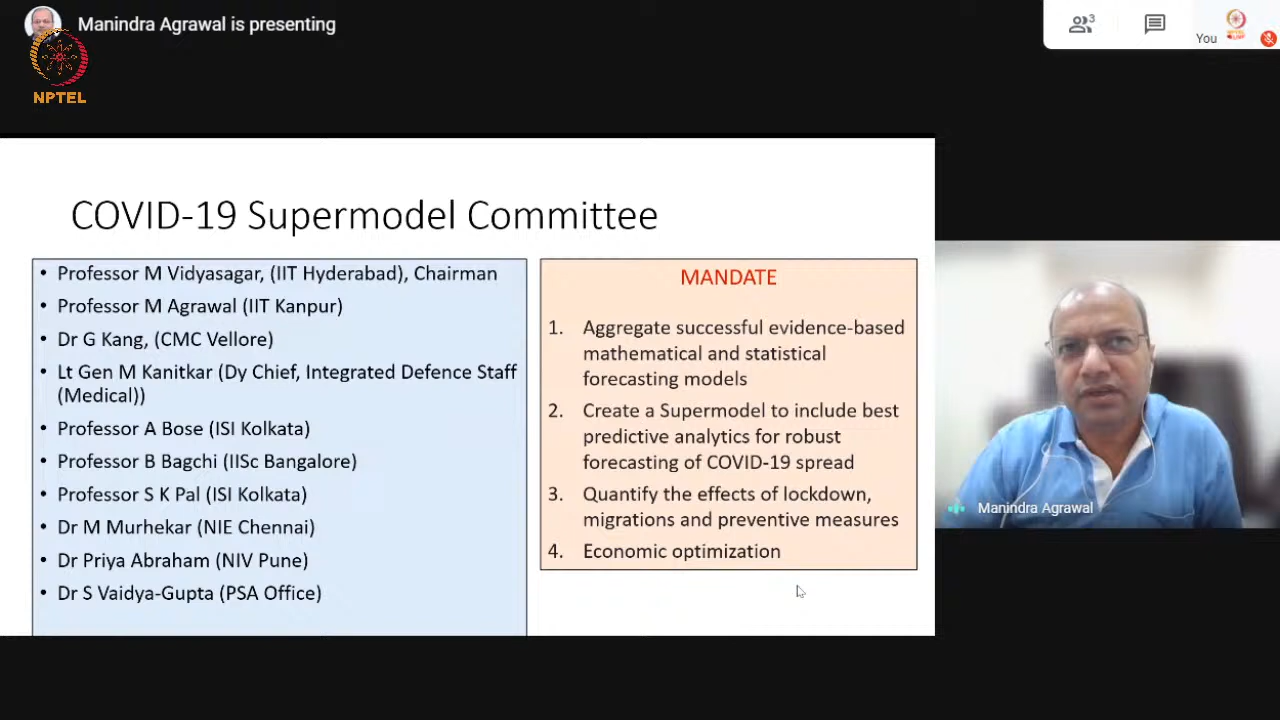 Manindra Agrawal is presenting
NPTEL
3
You
COVID-19 Supermodel Committee
• Professor M Vidyasagar, (IIT Hyderabad), Chairman
• Professor M Agrawal (IIT Kanpur)
• Dr G Kang, (CMC Vellore)
• Lt Gen M Kanitkar (Dy Chief, Integrated Defence Staff
(Medical))
• Professor A Bose (ISI Kolkata)
• Professor B Bagchi (IISc Bangalore)
• Professor S K Pal (ISI Kolkata)
• Dr M Murhekar (NIE Chennai)
• Dr Priya Abraham (NIV Pune)
• Dr S Vaidya-Gupta (PSA Office)
MANDATE
1. Aggregate successful evidence-based
mathematical and statistical
forecasting models
2. Create a Supermodel to include best
predictive analytics for robust
forecasting of COVID-19 spread
3. Quantify the effects of lockdown,
migrations and preventive measures
4. Economic optimization
Manindra Agrawal